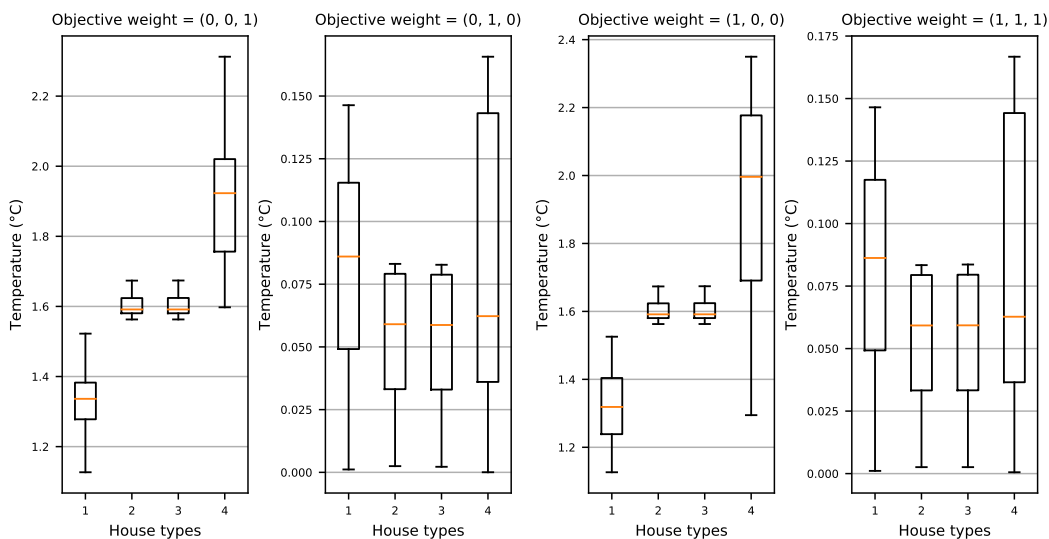 Objective weight = (0, 0, 1)
Temperature (°C)
2.2
2.0
1.8
1.6
1.4
1.2
1 2 3 4
House types
Objective weight = (0, 1, 0)
Temperature (°C)
0.150
0.125
0.100
0.075
0.050
0.025
0.000
1 2 3 4
House types
Objective weight = (1, 0, 0)
Temperature (°C)
2.4
2.2
2.0
1.8
1.6
1.4
1.2
1 2 3 4
House types
Objective weight = (1, 1, 1)
Temperature (°C)
0.175
0.150
0.125
0.100
0.075
0.050
0.025
0.000
1 2 3 4
House types